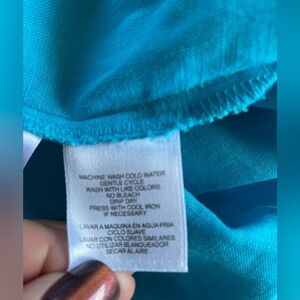 MACHINE WASH COLD WATER
GENTLE CYCLE
WASH WITH LIKE COLORS
NO BLEACH
DRIP DRY
PRESS WITH COOL IRON
IF NECESSARY
LAVAR A MAQUINA EN AGUA FRIA
CICLO SUAVE
LAVAR CON COLORES SIMILARES
NO UTILIZAR BLANQUEADOR
SECAR AL AIRE